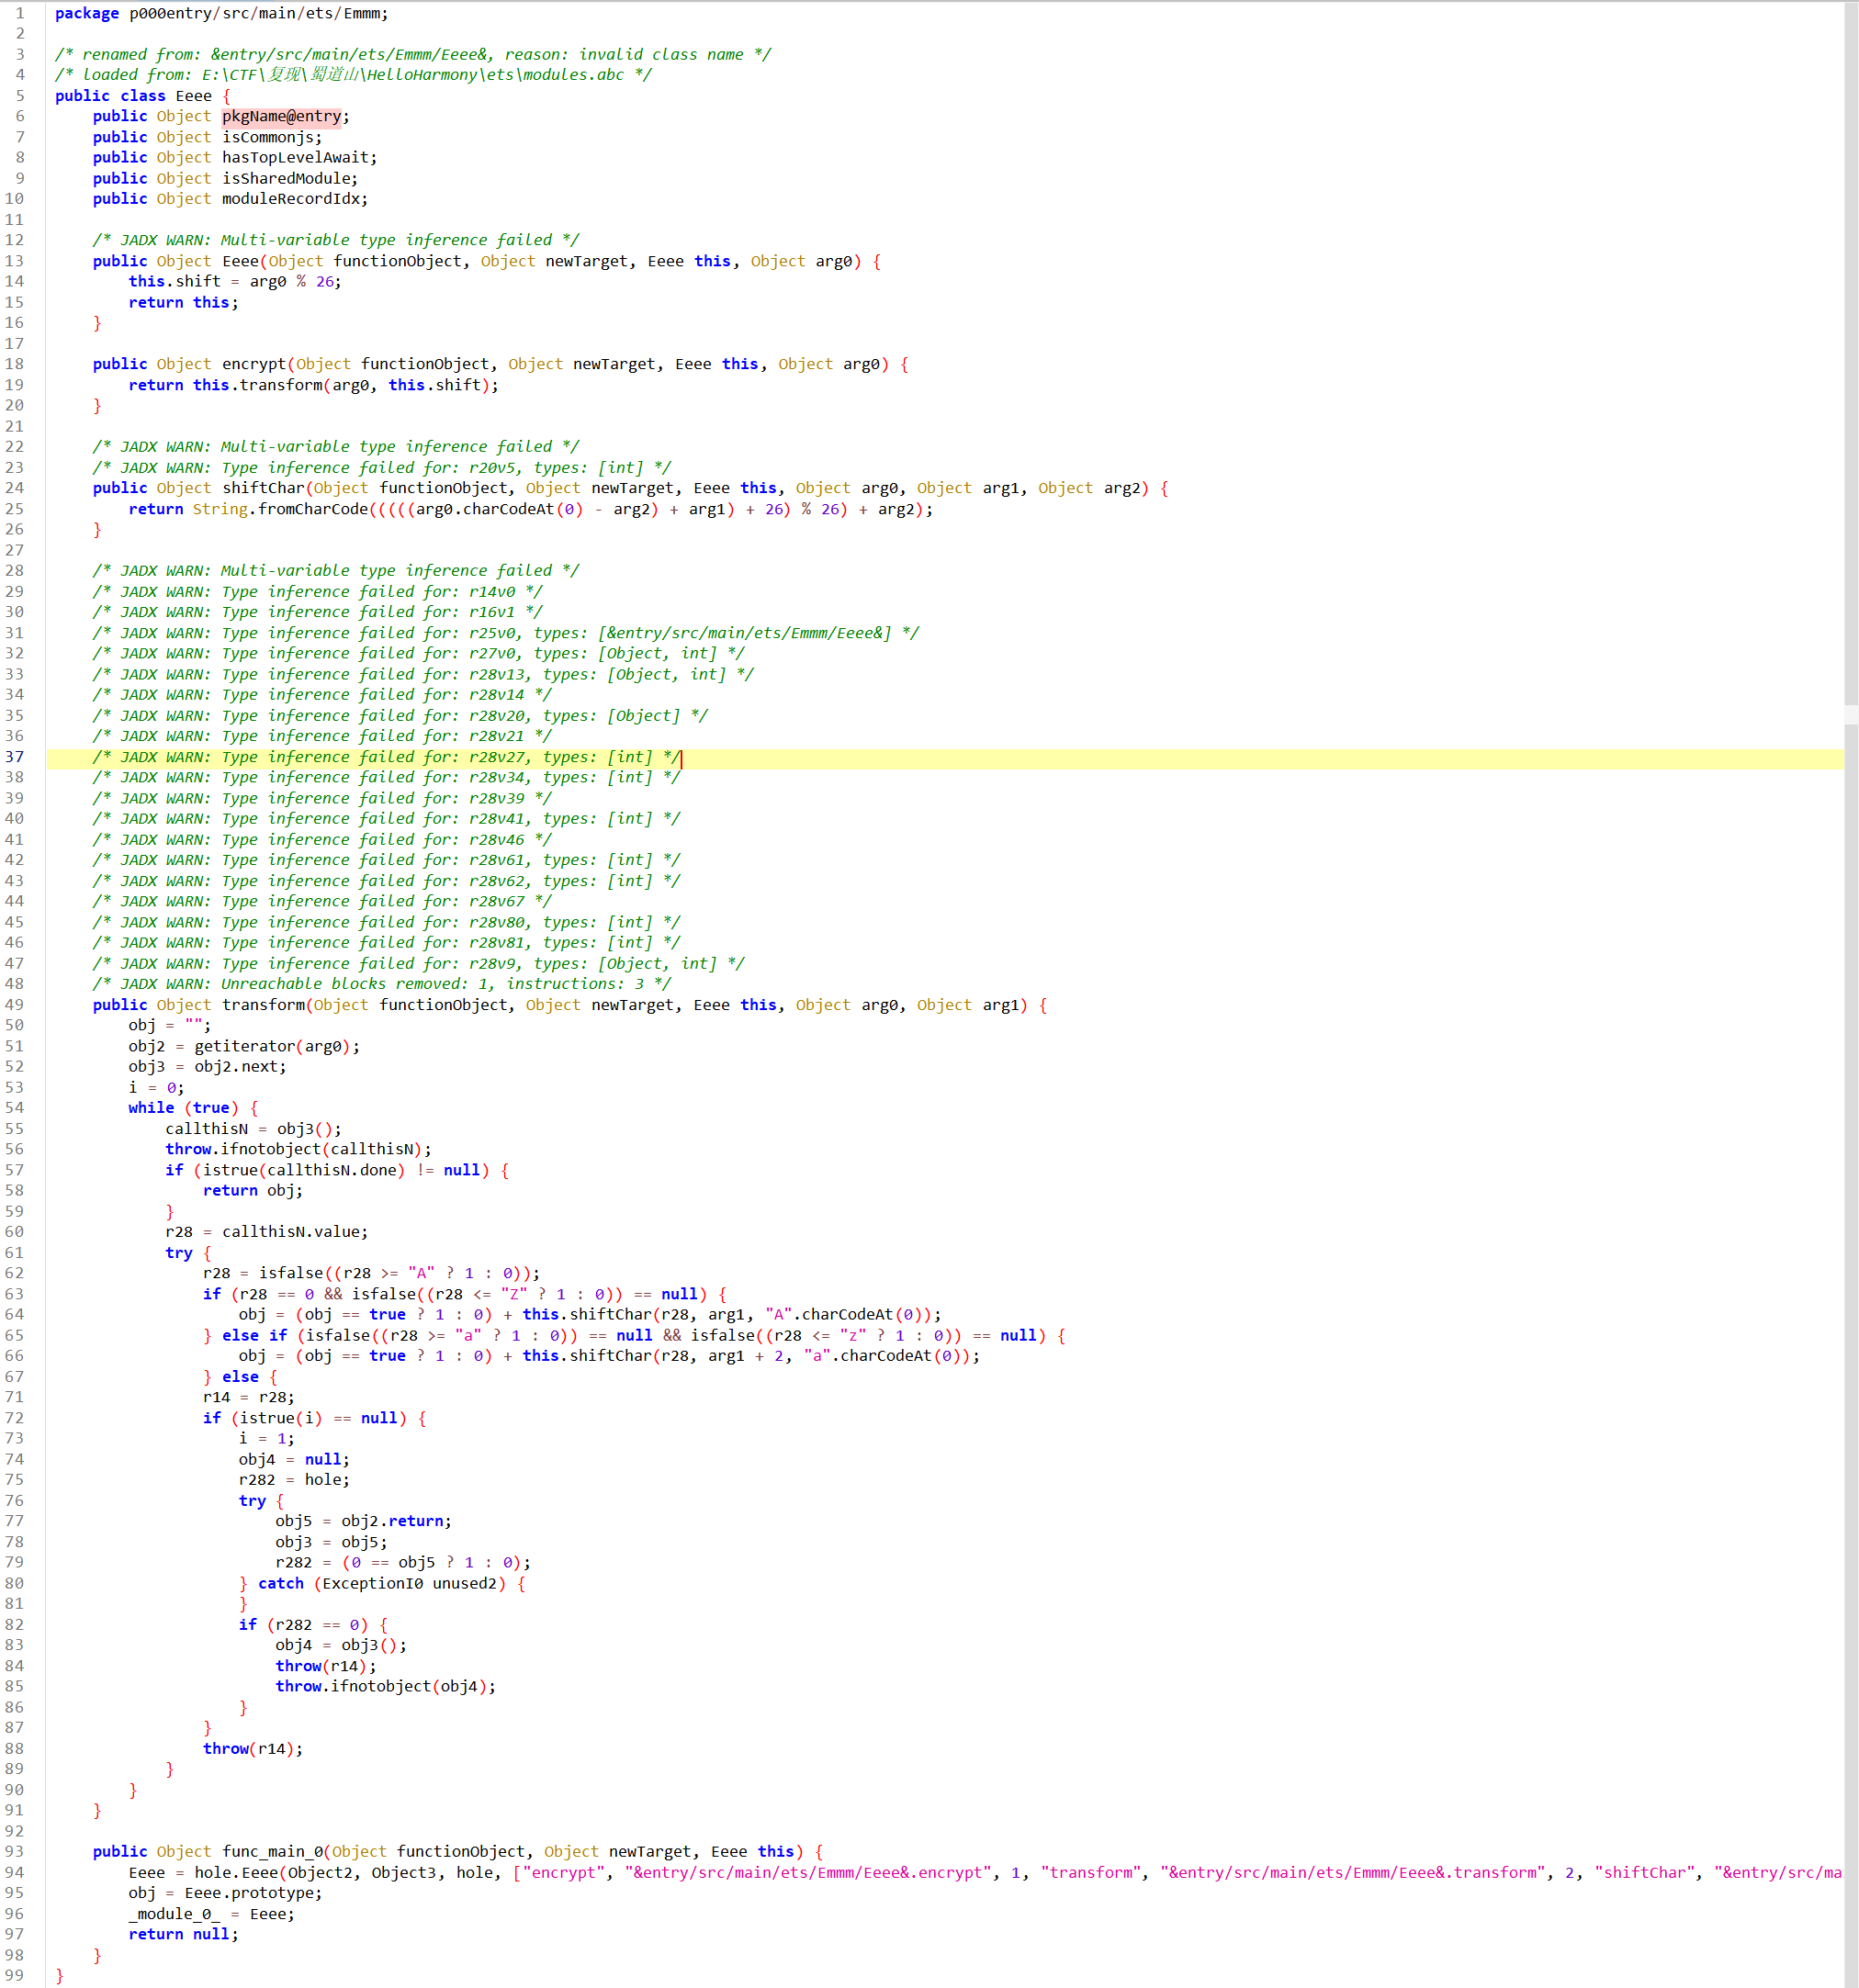 1 package p000entry/src/main/ets/Emmm;
2
3 /* renamed from: &entry/src/main/ets/Emmm/Eeee&, reason: invalid class name */
4 /* loaded from: E:\CTF\复现\蜀道山\HelloHarmony\ets\modules.abc */
5 public class Eeee {
6     public Object pkgName@entry;
7     public Object isCommonjs;
8     public Object hasTopLevelAwait;
9     public Object isSharedModule;
10     public Object moduleRecordIdx;
11
12     /* JADX WARN: Multi-variable type inference failed */
13     public Object Eeee(Object functionObject, Object newTarget, Eeee this, Object arg0) {
14         this.shift = arg0 % 26;
15         return this;
16     }
17
18     public Object encrypt(Object functionObject, Object newTarget, Eeee this, Object arg0) {
19         return this.transform(arg0, this.shift);
20     }
21
22     /* JADX WARN: Multi-variable type inference failed */
23     /* JADX WARN: Type inference failed for: r20v5, types: [int] */
24     public Object shiftChar(Object functionObject, Object newTarget, Eeee this, Object arg0, Object arg1, Object arg2) {
25         return String.fromCharCode(((((arg0.charCodeAt(0) - arg2) + arg1) + 26) % 26) + arg2);
26     }
27
28     /* JADX WARN: Multi-variable type inference failed */
29     /* JADX WARN: Type inference failed for: r14v0 */
30     /* JADX WARN: Type inference failed for: r16v1 */
31     /* JADX WARN: Type inference failed for: r25v0, types: [&entry/src/main/ets/Emmm/Eeee&] */
32     /* JADX WARN: Type inference failed for: r27v0, types: [Object, int] */
33     /* JADX WARN: Type inference failed for: r28v13, types: [Object, int] */
34     /* JADX WARN: Type inference failed for: r28v14 */
35     /* JADX WARN: Type inference failed for: r28v20, types: [Object] */
36     /* JADX WARN: Type inference failed for: r28v21 */
37     /* JADX WARN: Type inference failed for: r28v27, types: [int] */
38     /* JADX WARN: Type inference failed for: r28v34, types: [int] */
39     /* JADX WARN: Type inference failed for: r28v39 */
40     /* JADX WARN: Type inference failed for: r28v41, types: [int] */
41     /* JADX WARN: Type inference failed for: r28v46 */
42     /* JADX WARN: Type inference failed for: r28v61, types: [int] */
43     /* JADX WARN: Type inference failed for: r28v62, types: [int] */
44     /* JADX WARN: Type inference failed for: r28v67 */
45     /* JADX WARN: Type inference failed for: r28v80, types: [int] */
46     /* JADX WARN: Type inference failed for: r28v81, types: [int] */
47     /* JADX WARN: Type inference failed for: r28v9, types: [Object, int] */
48     /* JADX WARN: Unreachable blocks removed: 1, instructions: 3 */
49     public Object transform(Object functionObject, Object newTarget, Eeee this, Object arg0, Object arg1) {
50         obj = "";
51         obj2 = getiterator(arg0);
52         obj3 = obj2.next;
53         i = 0;
54         while (true) {
55             callthisN = obj3();
56             throw.ifnotobject(callthisN);
57             if (istrue(callthisN.done) != null) {
58                 return obj;
59             }
60             r28 = callthisN.value;
61             try {
62                 r28 = isfalse((r28 >= "A" ? 1 : 0));
63                 if (r28 == 0 && isfalse((r28 <= "Z" ? 1 : 0)) == null) {
64                     obj = (obj == true ? 1 : 0) + this.shiftChar(r28, arg1, "A".charCodeAt(0));
65                 } else if (isfalse((r28 >= "a" ? 1 : 0)) == null && isfalse((r28 <= "z" ? 1 : 0)) == null) {
66                     obj = (obj == true ? 1 : 0) + this.shiftChar(r28, arg1 + 2, "a".charCodeAt(0));
67                 } else {
71                 r14 = r28;
72                 if (istrue(i) == null) {
73                     i = 1;
74                     obj4 = null;
75                     r282 = hole;
76                     try {
77                         obj5 = obj2.return;
78                         obj3 = obj5;
79                         r282 = (0 == obj5 ? 1 : 0);
80                     } catch (ExceptionI0 unused2) {
81                     }
82                     if (r282 == 0) {
83                         obj4 = obj3();
84                         throw(r14);
85                         throw.ifnotobject(obj4);
86                     }
87                 }
88                 throw(r14);
89             }
90         }
91     }
92
93     public Object func_main_0(Object functionObject, Object newTarget, Eeee this) {
94         Eeee = hole.Eeee(Object2, Object3, hole, ["encrypt", "&entry/src/main/ets/Emmm/Eeee&.encrypt", 1, "transform", "&entry/src/main/ets/Emmm/Eeee&.transform", 2, "shiftChar", "&entry/src/ma
95         obj = Eeee.prototype;
96         _module_0_ = Eeee;
97         return null;
98     }
99 }